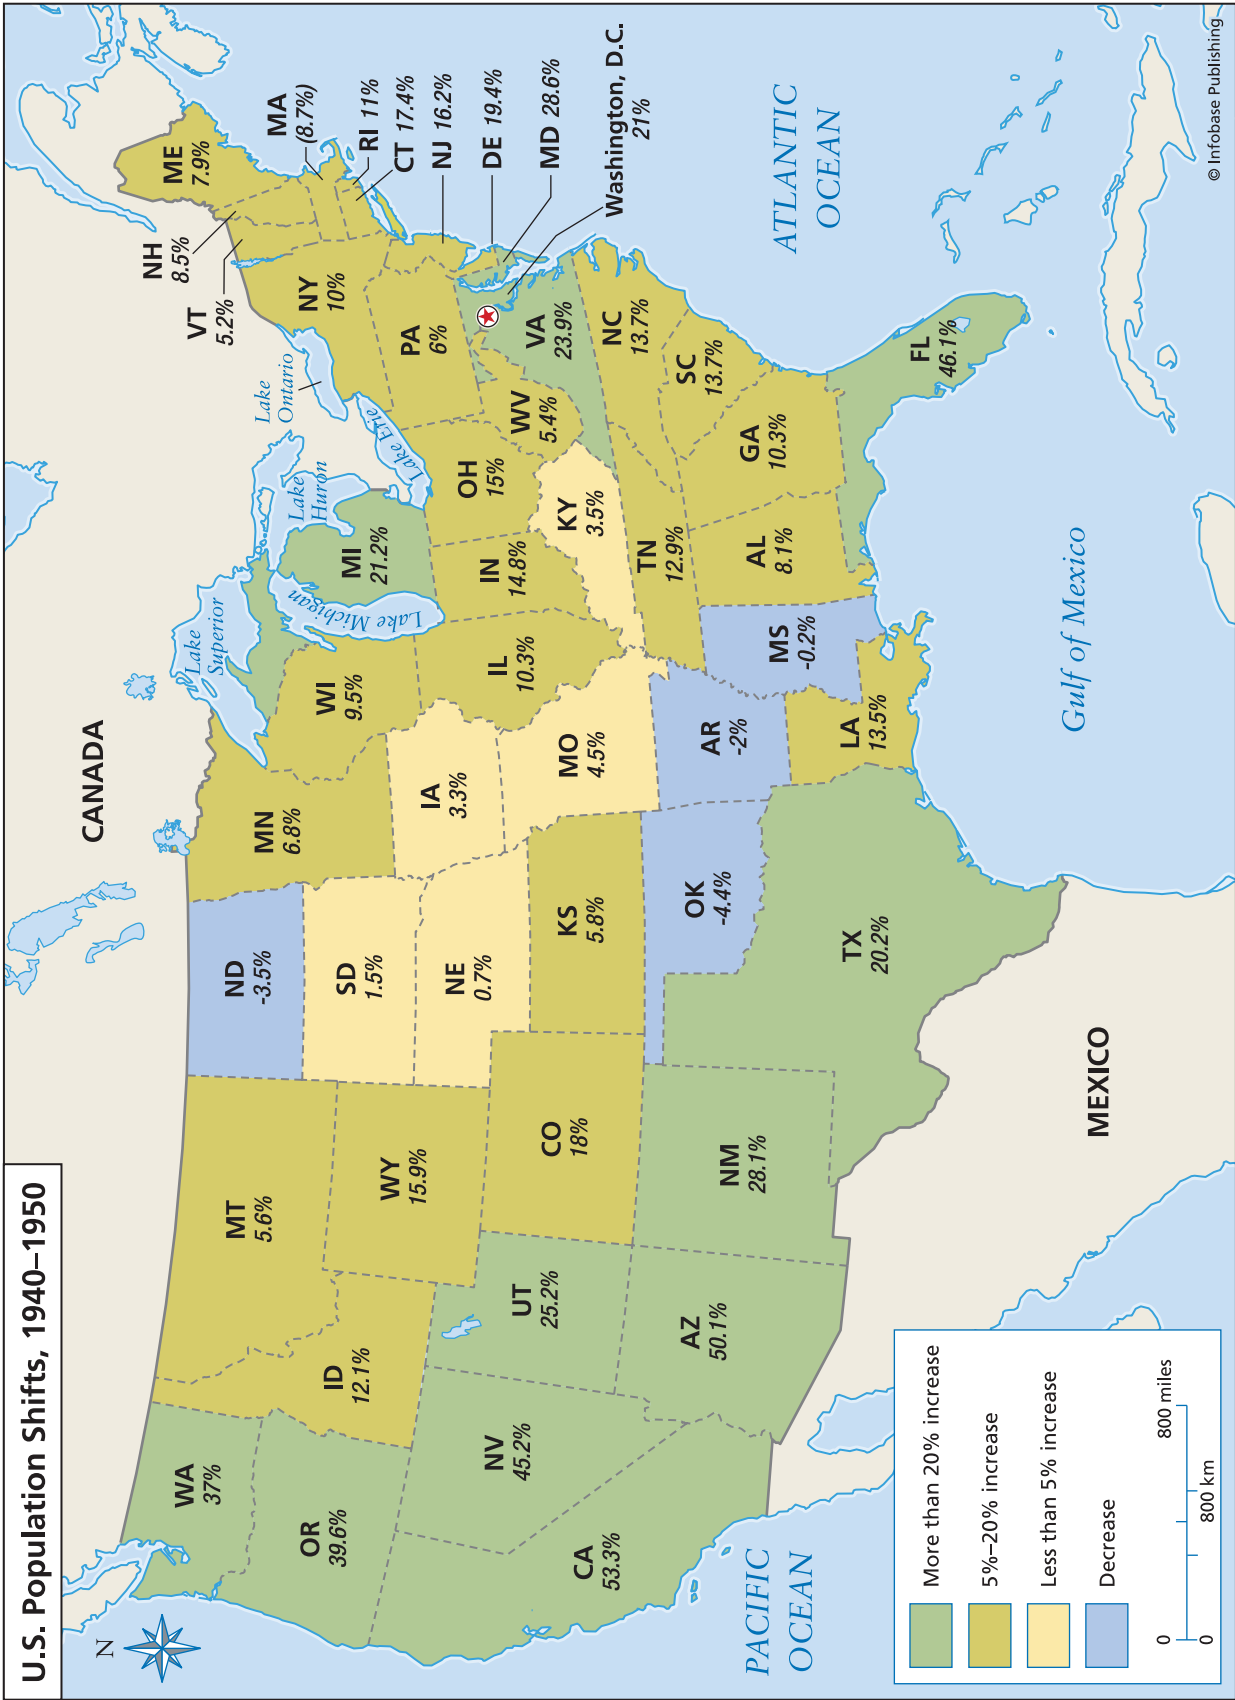 U.S. Population Shifts, 1940–1950
N
CANADA
MEXICO
PACIFIC
OCEAN
ATLANTIC
OCEAN
Gulf of Mexico
Lake
Superior
Lake Michigan
Lake
Huron
Lake Erie
Lake
Ontario
WA
37%
OR
39.6%
CA
53.3%
NV
45.2%
ID
12.1%
MT
5.6%
WY
15.9%
UT
25.2%
AZ
50.1%
CO
18%
NM
28.1%
ND
-3.5%
SD
1.5%
NE
0.7%
KS
5.8%
OK
-4.4%
TX
20.2%
MN
6.8%
IA
3.3%
MO
4.5%
AR
-2%
LA
13.5%
WI
9.5%
IL
10.3%
MS
-0.2%
MI
21.2%
IN
14.8%
KY
3.5%
TN
12.9%
AL
8.1%
OH
15%
WV
5.4%
GA
10.3%
FL
46.1%
SC
13.7%
NC
13.7%
VA
23.9%
PA
6%
NY
10%
VT
5.2%
NH
8.5%
ME
7.9%
MA
(8.7%)
RI 11%
CT 17.4%
NJ 16.2%
DE 19.4%
MD 28.6%
Washington, D.C.
21%
More than 20% increase
5%–20% increase
Less than 5% increase
Decrease
0 800 miles
0 800 km
© Infobase Publishing